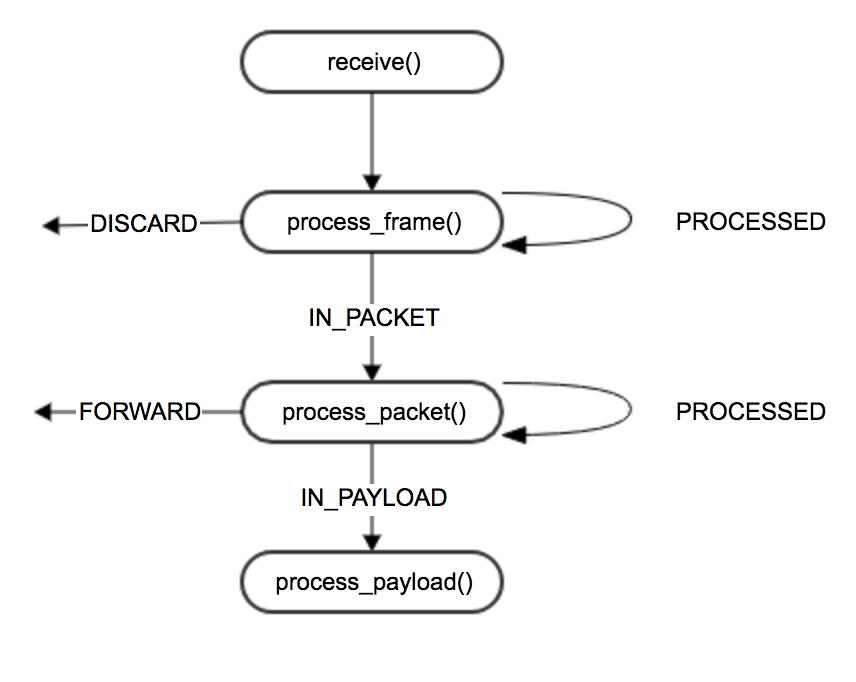 receive()
DISCARD
process_frame()
PROCESSED
IN_PACKET
FORWARD
process_packet()
PROCESSED
IN_PAYLOAD
process_payload()